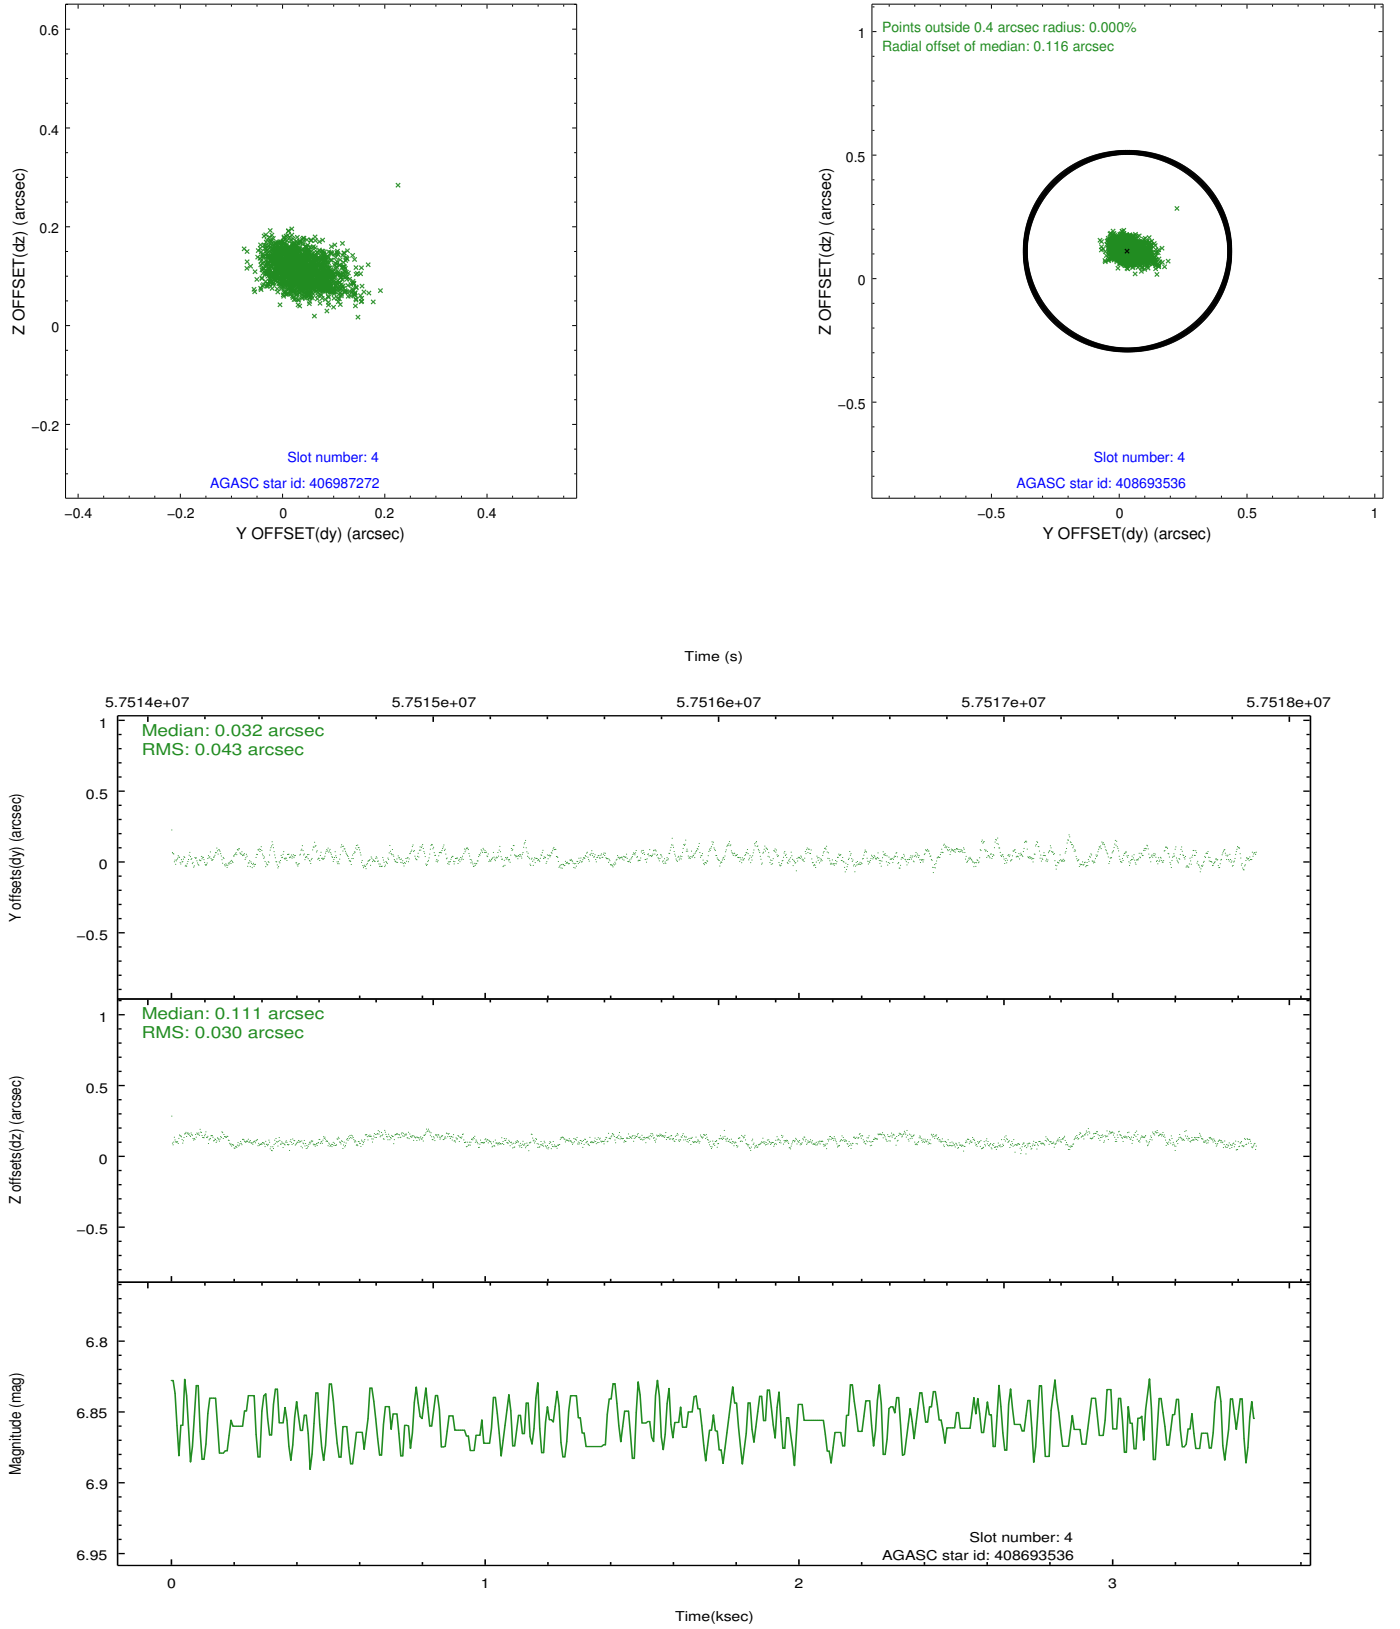 0.6
0.4
0.2
0
−0.2
Z OFFSET(dz) (arcsec)
Slot number: 4
AGASC star id: 406987272
−0.4
−0.2
0
0.2
0.4
Y OFFSET(dy) (arcsec)
Points outside 0.4 arcsec radius: 0.000%
Radial offset of median: 0.116 arcsec
1
0.5
0
−0.5
Z OFFSET(dz) (arcsec)
Slot number: 4
AGASC star id: 408693536
−0.5
0
0.5
1
Y OFFSET(dy) (arcsec)
Time (s)
5.7514e+07
5.7515e+07
5.7516e+07
5.7517e+07
5.7518e+07
Median: 0.032 arcsec
RMS: 0.043 arcsec
1
0.5
0
−0.5
Y offsets(dy) (arcsec)
Median: 0.111 arcsec
RMS: 0.030 arcsec
1
0.5
0
−0.5
Z offsets(dz) (arcsec)
6.8
6.85
6.9
6.95
Magnitude (mag)
Slot number: 4
AGASC star id: 408693536
0
1
2
3
Time(ksec)